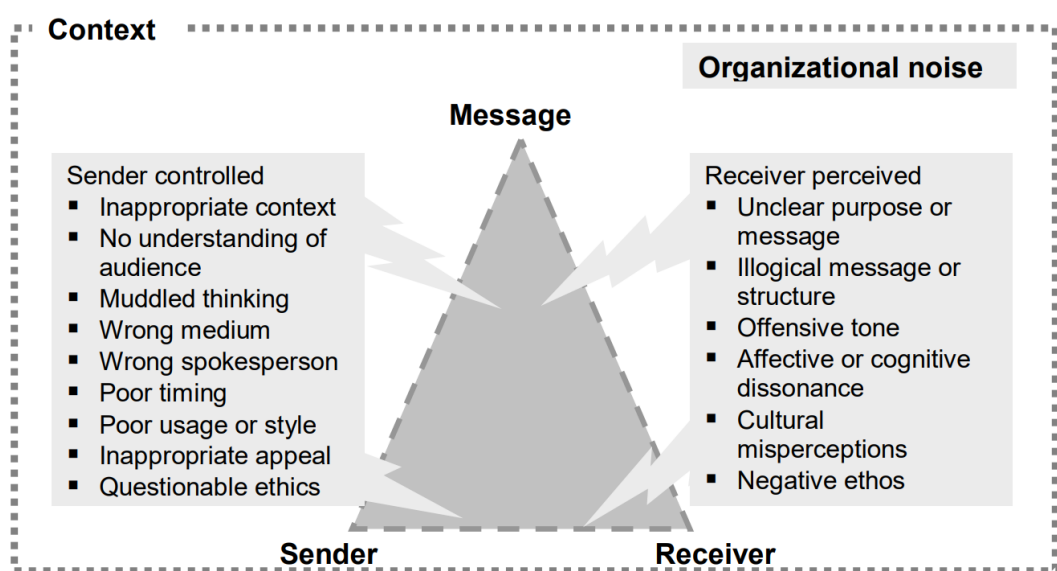 Context
Organizational noise
Message
Sender controlled
▪ Inappropriate context
▪ No understanding of
audience
▪ Muddled thinking
▪ Wrong medium
▪ Wrong spokesperson
▪ Poor timing
▪ Poor usage or style
▪ Inappropriate appeal
▪ Questionable ethics
Receiver perceived
▪ Unclear purpose or
message
▪ Illogical message or
structure
▪ Offensive tone
▪ Affective or cognitive
dissonance
▪ Cultural
misperceptions
▪ Negative ethos
Sender
Receiver